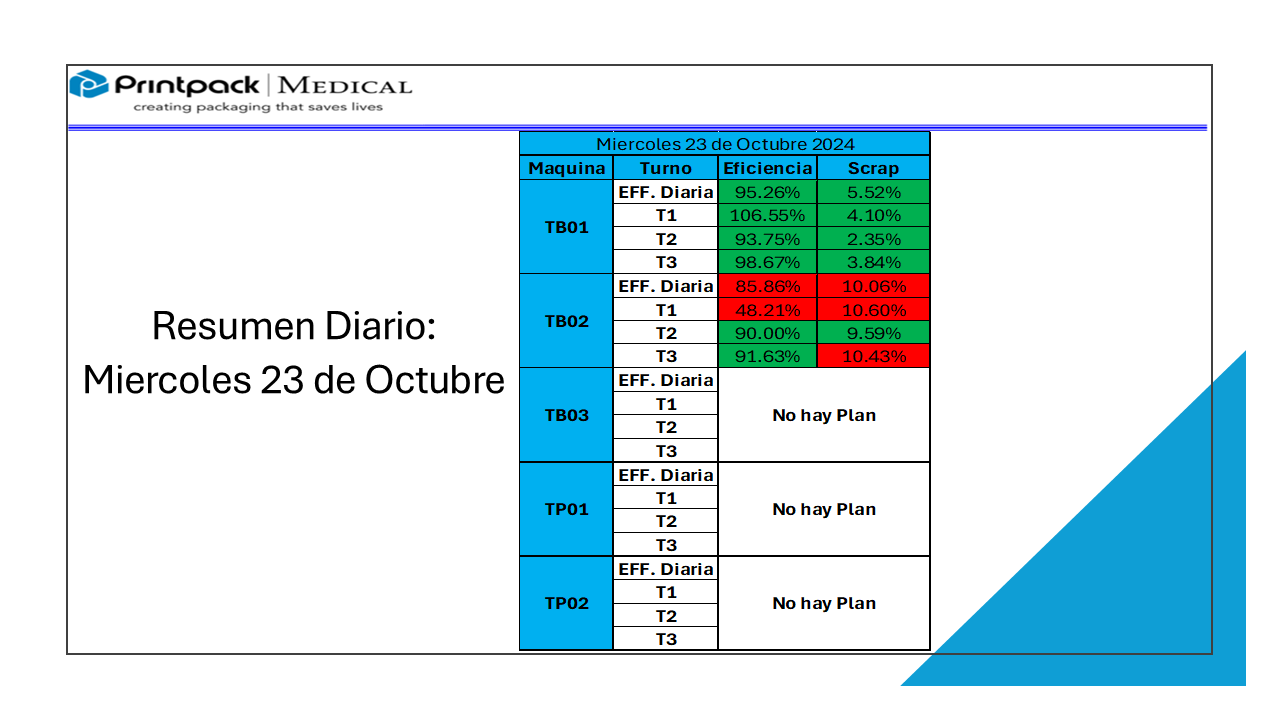 Printpack | MEDICAL
creating packaging that saves lives
Resumen Diario:
Miercoles 23 de Octubre
Miercoles 23 de Octubre 2024
Maquina Turno Eficiencia Scrap
TB01
EFF. Diaria 95.26% 5.52%
T1 106.55% 4.10%
T2 93.75% 2.35%
T3 98.67% 3.84%
TB02
EFF. Diaria 85.86% 10.06%
T1 48.21% 10.60%
T2 90.00% 9.59%
T3 91.63% 10.43%
TB03
EFF. Diaria
T1
T2
T3
No hay Plan
TP01
EFF. Diaria
T1
T2
T3
No hay Plan
TP02
EFF. Diaria
T1
T2
T3
No hay Plan